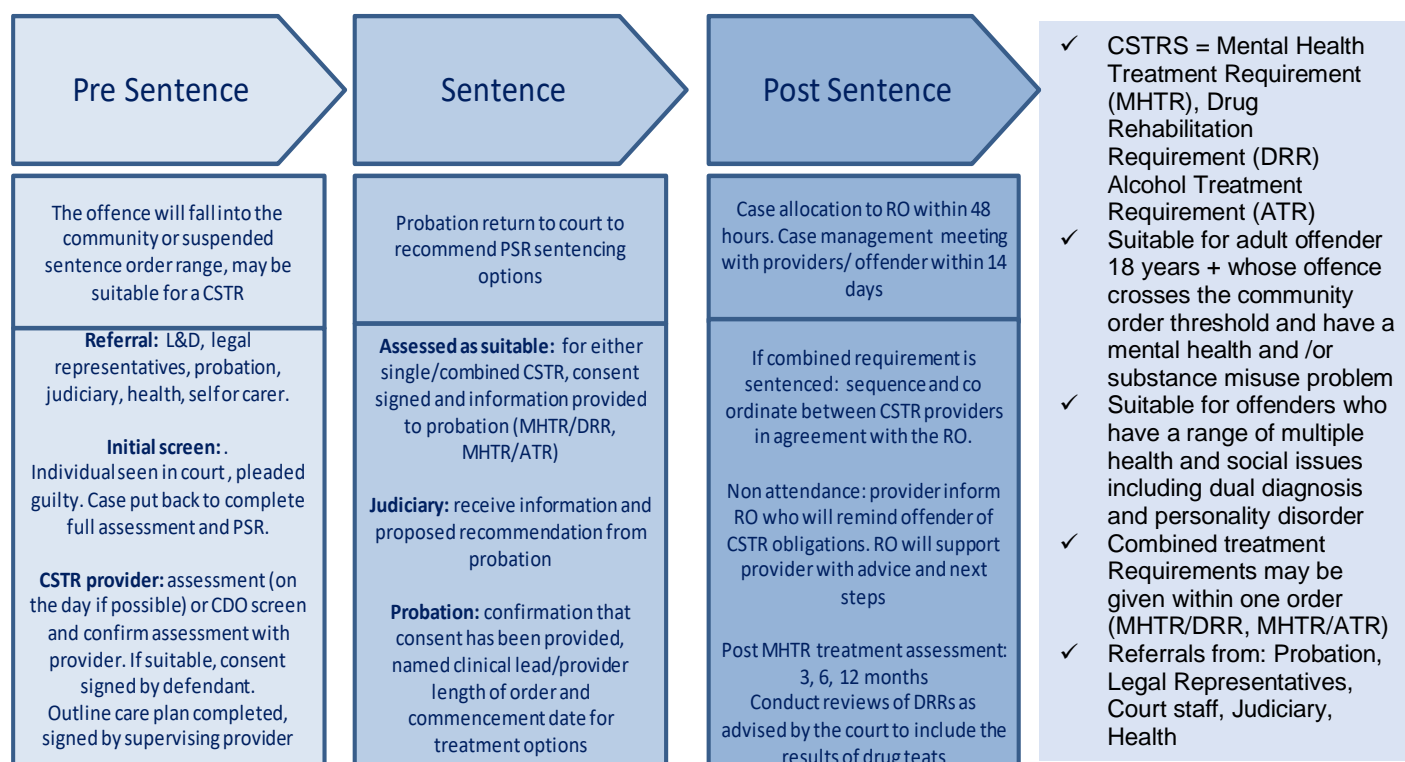 Pre Sentence
The offence will fall into the
community or suspended
sentence order range, may be
suitable for a CSTR
Referral: L&D, legal
representatives, probation,
judiciary, health, self or carer.
Initial screen: .
Individual seen in court , pleaded
guilty. Case put back to complete
full assessment and PSR.
CSTR provider: assessment (on
the day if possible) or CDO screen
and confirm assessment with
provider. If suitable, consent
signed by defendant.
Outline care plan completed,
signed by supervising provider
Sentence
Probation return to court to
recommend PSR sentencing
options
Assessed as suitable: for either
single/combined CSTR, consent
signed and information provided
to probation (MHTR/DRR,
MHTR/ATR)
Judiciary: receive information and
proposed recommendation from
probation
Probation: confirmation that
consent has been provided,
named clinical lead/provider
length of order and
commencement date for
treatment options
Post Sentence
Case allocation to RO within 48
hours. Case management meeting
with providers/ offender within 14
days
If combined requirement is
sentenced: sequence and co
ordinate between CSTR providers
in agreement with the RO.
Non attendance: provider inform
RO who will remind offender of
CSTR obligations. RO will support
provider with advice and next
steps
Post MHTR treatment assessment:
3, 6, 12 months
Conduct reviews of DRRs as
advised by the court to include the
results of drug teats
✓ CSTRS = Mental Health
Treatment Requirement
(MHTR), Drug
Rehabilitation
Requirement (DRR)
Alcohol Treatment
Requirement (ATR)
✓ Suitable for adult offender
18 years + whose offence
crosses the community
order threshold and have a
mental health and /or
substance misuse problem
✓ Suitable for offenders who
have a range of multiple
health and social issues
including dual diagnosis
and personality disorder
✓ Combined treatment
Requirements may be
given within one order
(MHTR/DRR, MHTR/ATR)
✓ Referrals from: Probation,
Legal Representatives,
Court staff, Judiciary,
Health